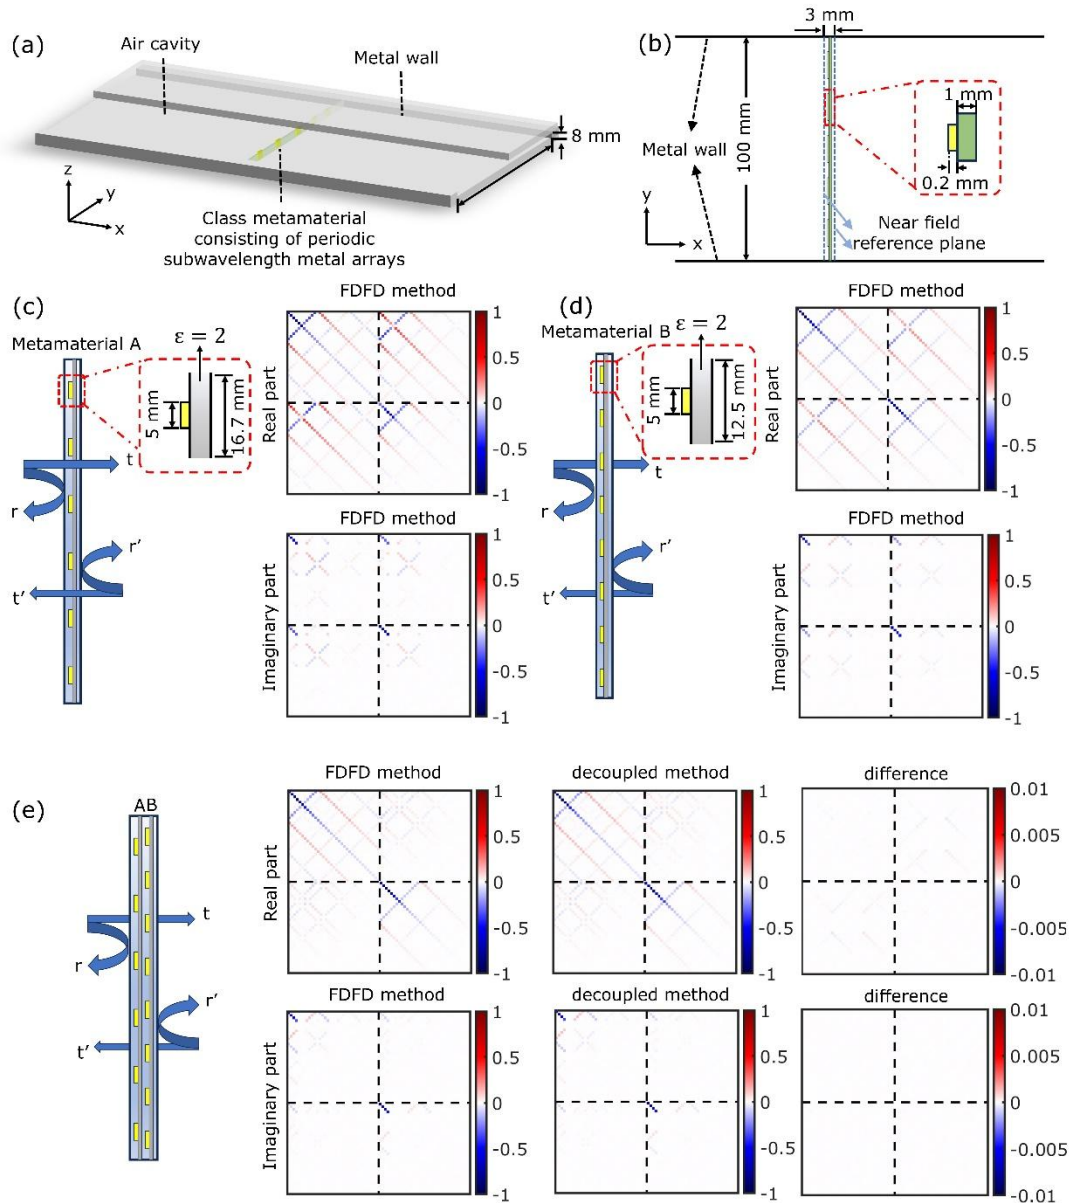 (a)
Air cavity
Metal wall
8 mm
z
y
x
Class metamaterial
consisting of periodic
subwavelength metal arrays
(b)
3 mm
100 mm
Metal wall
1 mm
0.2 mm
Near field
reference plane
y
x
(c)
Metamaterial A
ε = 2
5 mm
16.7 mm
t
r
r'
t'
FDFD method
Real part
1
0.5
0
-0.5
-1
FDFD method
Imaginary part
1
0.5
0
-0.5
-1
(d)
Metamaterial B
ε = 2
5 mm
12.5 mm
t
r
r'
t'
FDFD method
Real part
1
0.5
0
-0.5
-1
FDFD method
Imaginary part
1
0.5
0
-0.5
-1
(e)
AB
t
r
r'
t'
FDFD method
Real part
1
0.5
0
-0.5
-1
decoupled method
1
0.5
0
-0.5
-1
difference
0.01
0.005
0
-0.005
-0.01
FDFD method
Imaginary part
1
0.5
0
-0.5
-1
decoupled method
1
0.5
0
-0.5
-1
difference
0.01
0.005
0
-0.005
-0.01